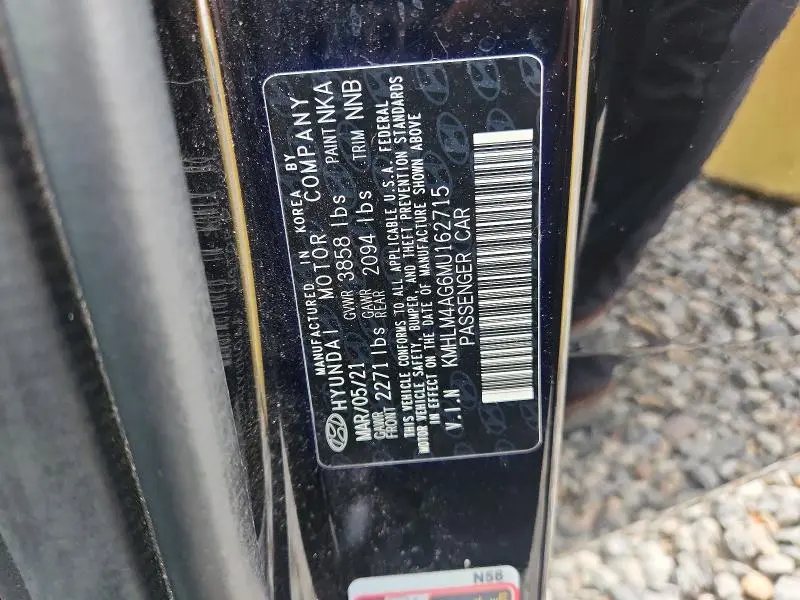 MANUFACTURED IN KOREA BY
HYUNDAI MOTOR COMPANY
MAR/05/21 GVWR 3858 lbs PAINT NKA
GAWR FRONT 2271 lbs GAWR REAR 2094 lbs TRIM NNB
THIS VEHICLE CONFORMS TO ALL APPLICABLE U.S.A. FEDERAL
MOTOR VEHICLE SAFETY, BUMPER, AND THEFT PREVENTION STANDARDS
IN EFFECT ON THE DATE OF MANUFACTURE SHOWN ABOVE
V.I.N KMHLM4AG6MU162715
PASSENGER CAR
N58